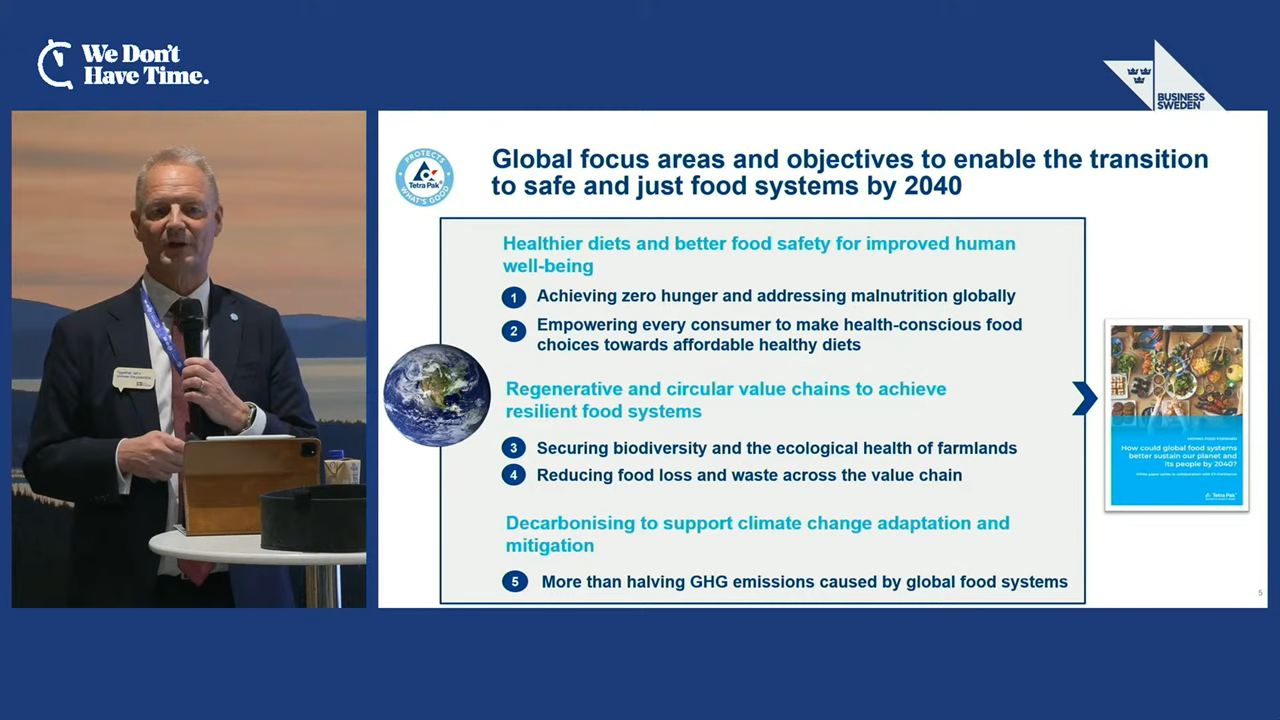 We Don't
Have Time.
BUSINESS
SWEDEN
PROTECTS
Tetra Pak
WHAT'S GOOD
Global focus areas and objectives to enable the transition
to safe and just food systems by 2040
Healthier diets and better food safety for improved human
well-being
1 Achieving zero hunger and addressing malnutrition globally
2 Empowering every consumer to make health-conscious food
choices towards affordable healthy diets
Regenerative and circular value chains to achieve
resilient food systems
3 Securing biodiversity and the ecological health of farmlands
4 Reducing food loss and waste across the value chain
Decarbonising to support climate change adaptation and
mitigation
5 More than halving GHG emissions caused by global food systems
MOVING FOOD FORWARD
How could global food systems
better sustain our planet and
its people by 2040?
Tetra Pak
5